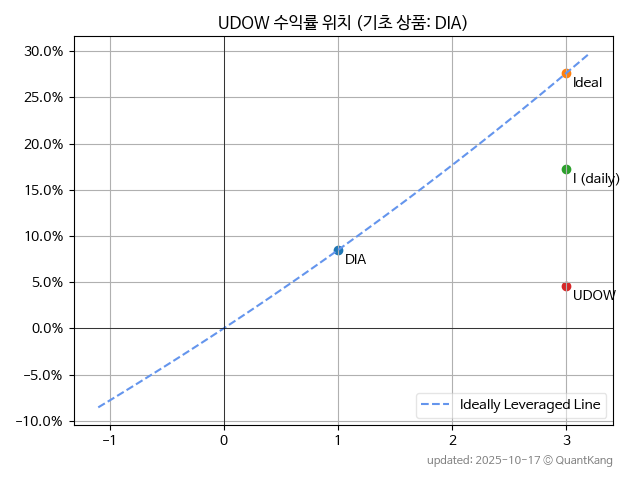 UDOW 수익률 위치 (기초 상품: DIA)
30.0%
25.0%
20.0%
15.0%
10.0%
5.0%
0.0%
−5.0%
−10.0%
Ideal
I (daily)
DIA
UDOW
Ideally Leveraged Line
−1
0
1
2
3
updated: 2025-10-17 © QuantKang